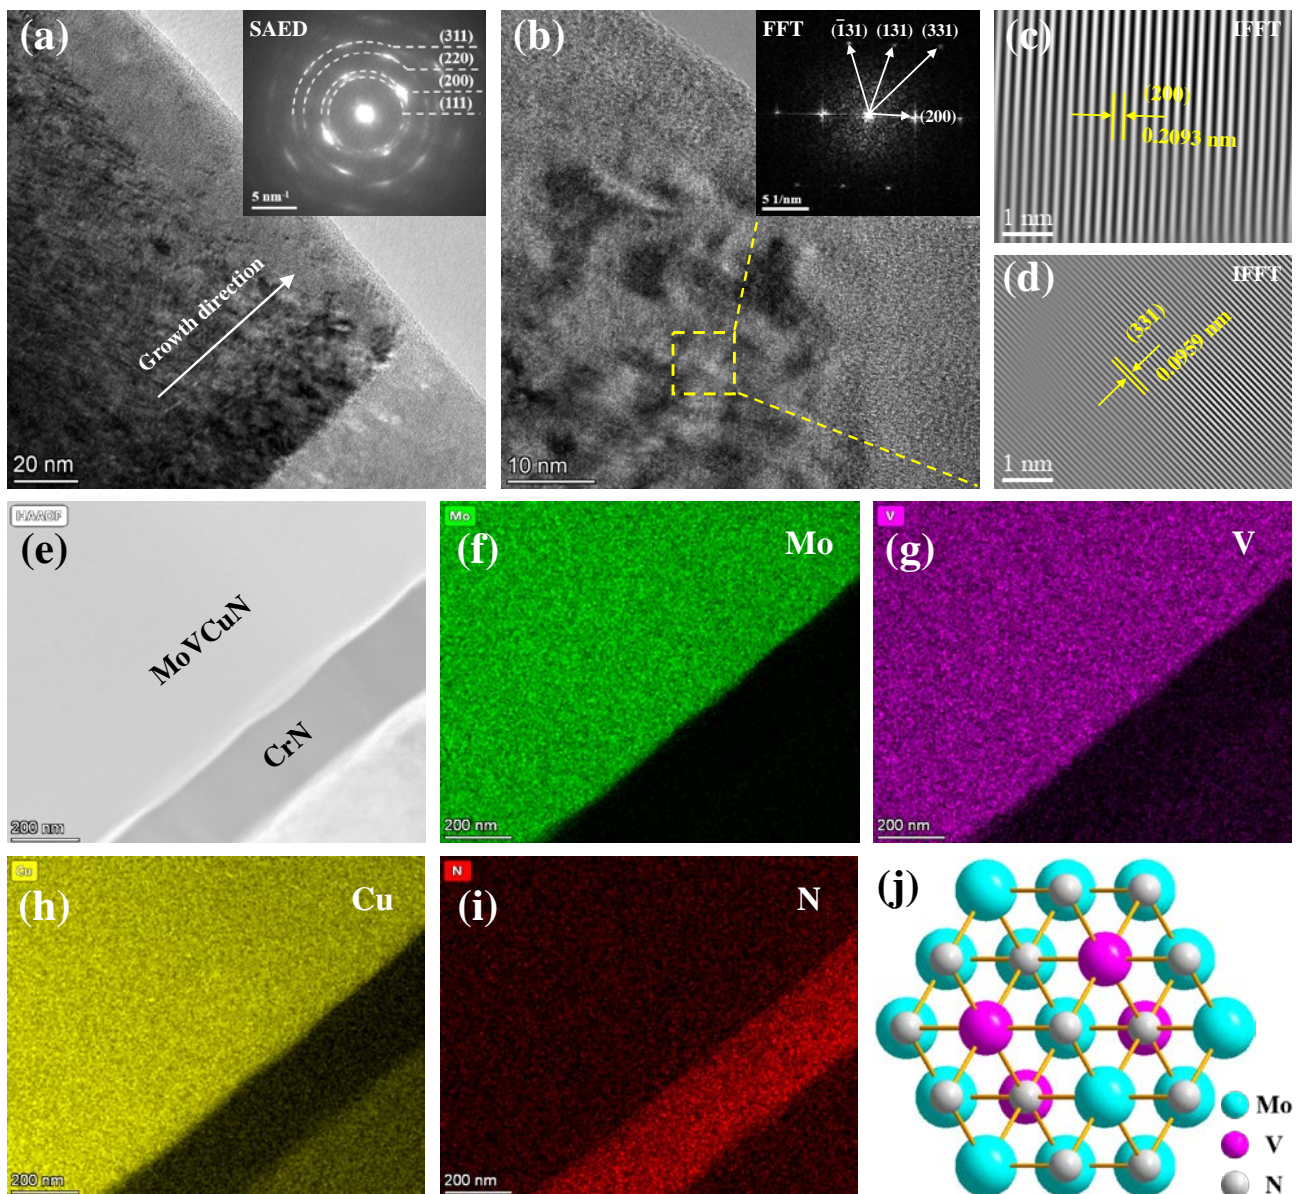 (a)
SAED
(311)
(220)
(200)
(111)
5 nm-1
Growth direction
20 nm
(b)
FFT
(1̄31)
(131)
(331)
(200)
5 1/nm
10 nm
(c)
IFFT
(200)
0.2093 nm
1 nm
(d)
IFFT
(331)
0.0959 nm
1 nm
HAADF
(e)
MoVCuN
CrN
200 nm
Mo
(f)
Mo
200 nm
V
(g)
V
200 nm
Cu
(h)
Cu
200 nm
N
(i)
N
200 nm
(j)
Mo
V
N